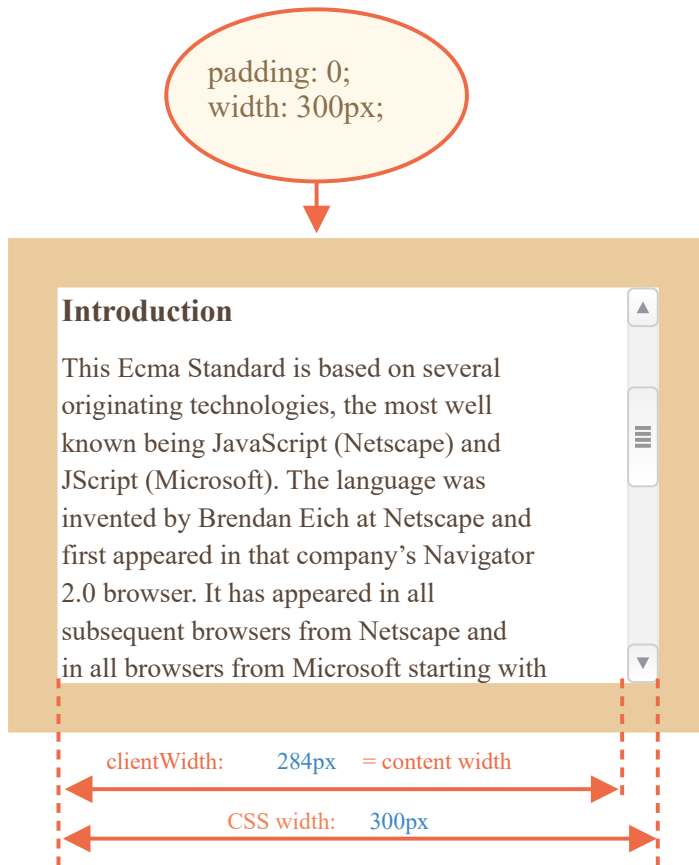 padding: 0;
width: 300px;
Introduction
This Ecma Standard is based on several
originating technologies, the most well
known being JavaScript (Netscape) and
JScript (Microsoft). The language was
invented by Brendan Eich at Netscape and
first appeared in that company’s Navigator
2.0 browser. It has appeared in all
subsequent browsers from Netscape and
in all browsers from Microsoft starting with
clientWidth: 284px = content width
CSS width: 300px